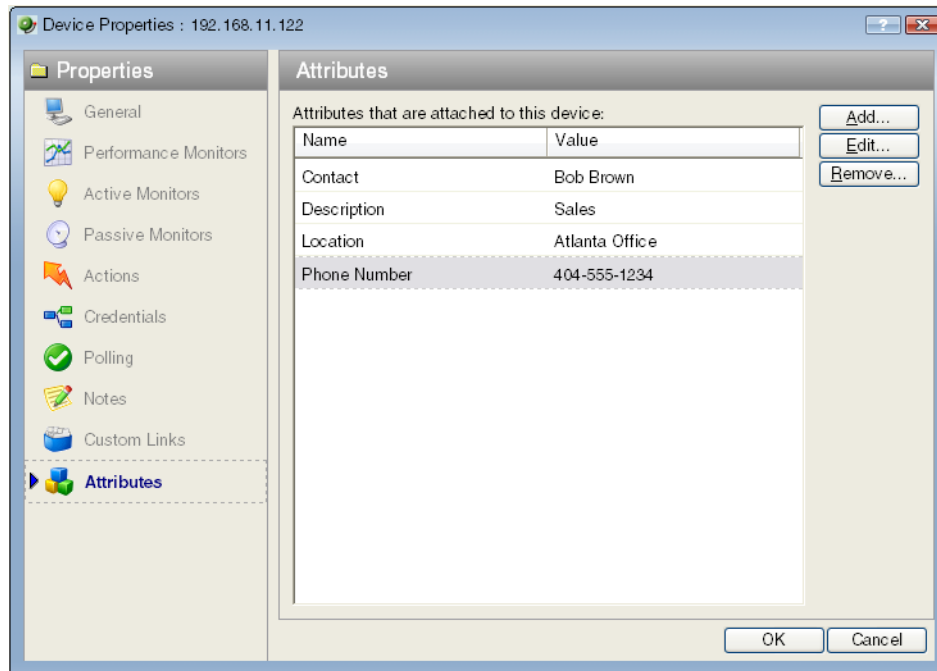 Device Properties : 192.168.11.122
?
Properties
General
Performance Monitors
Active Monitors
Passive Monitors
Actions
Credentials
Polling
Notes
Custom Links
Attributes
Attributes
Attributes that are attached to this device:
Name Value
Contact Bob Brown
Description Sales
Location Atlanta Office
Phone Number 404-555-1234
Add...
Edit...
Remove...
OK Cancel